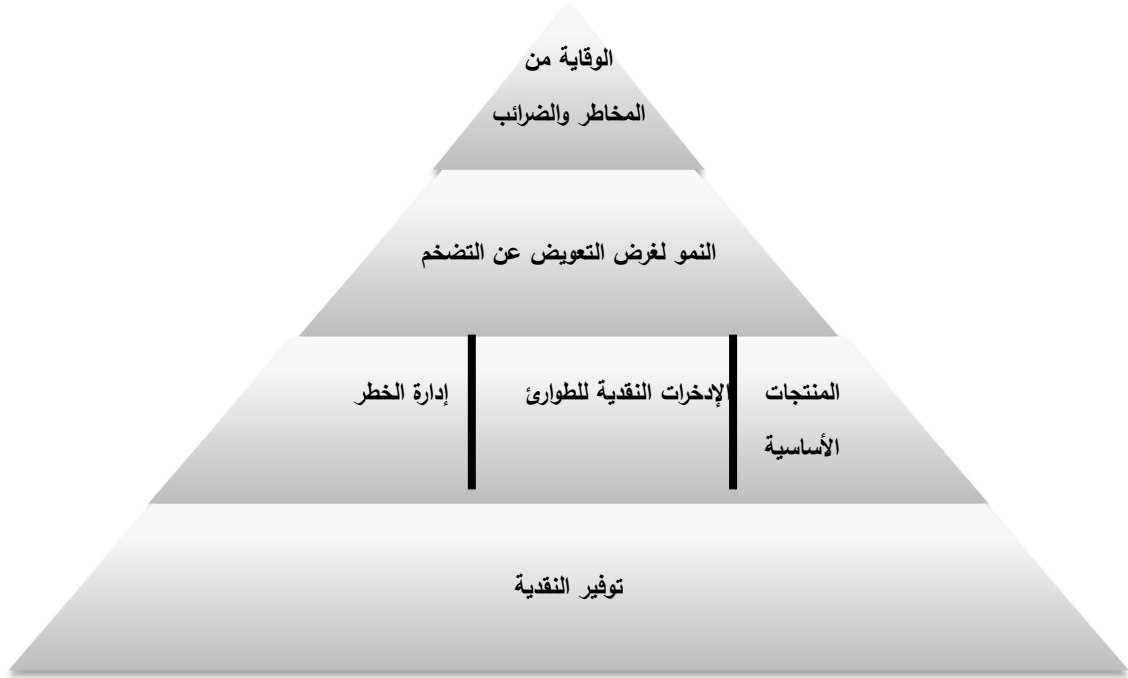 الوقاية من
المخاطر والضرائب
النمو لغرض التعويض عن التضخم
المنتجات
الأساسية
الإدخرات النقدية للطوارئ
إدارة الخطر
توفير النقدية